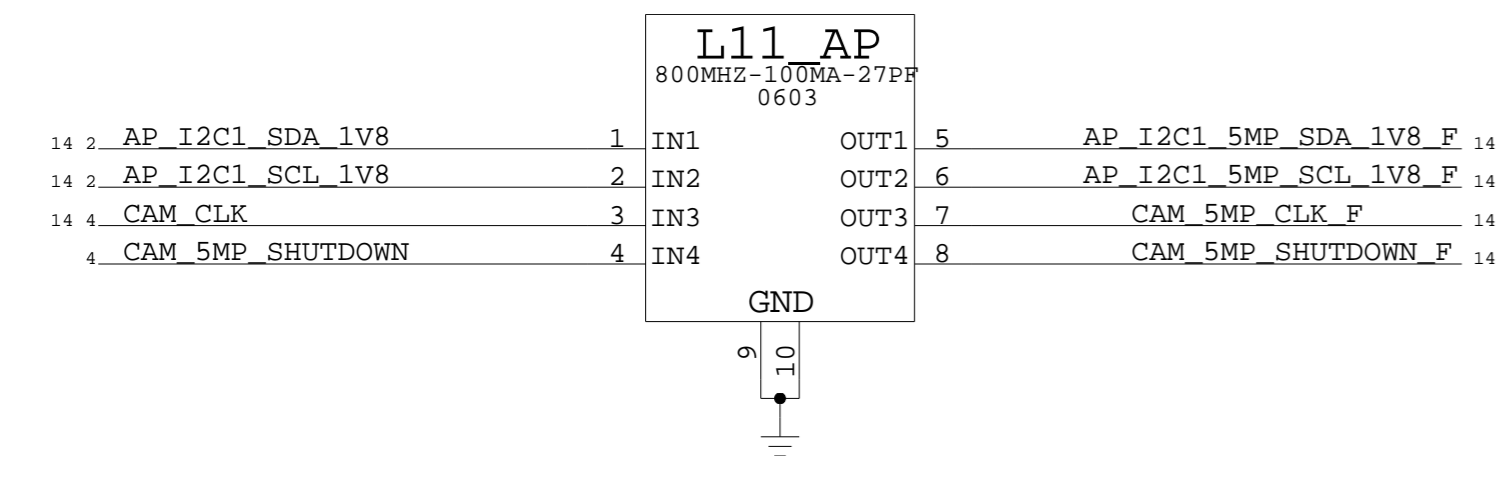 L11_AP
800MHZ-100MA-27PF
0603
14 2 AP_I2C1_SDA_1V8 1 IN1 OUT1 5 AP_I2C1_5MP_SDA_1V8_F 14
14 2 AP_I2C1_SCL_1V8 2 IN2 OUT2 6 AP_I2C1_5MP_SCL_1V8_F 14
14 4 CAM_CLK 3 IN3 OUT3 7 CAM_5MP_CLK_F 14
4 CAM_5MP_SHUTDOWN 4 IN4 OUT4 8 CAM_5MP_SHUTDOWN_F 14
GND
9 10